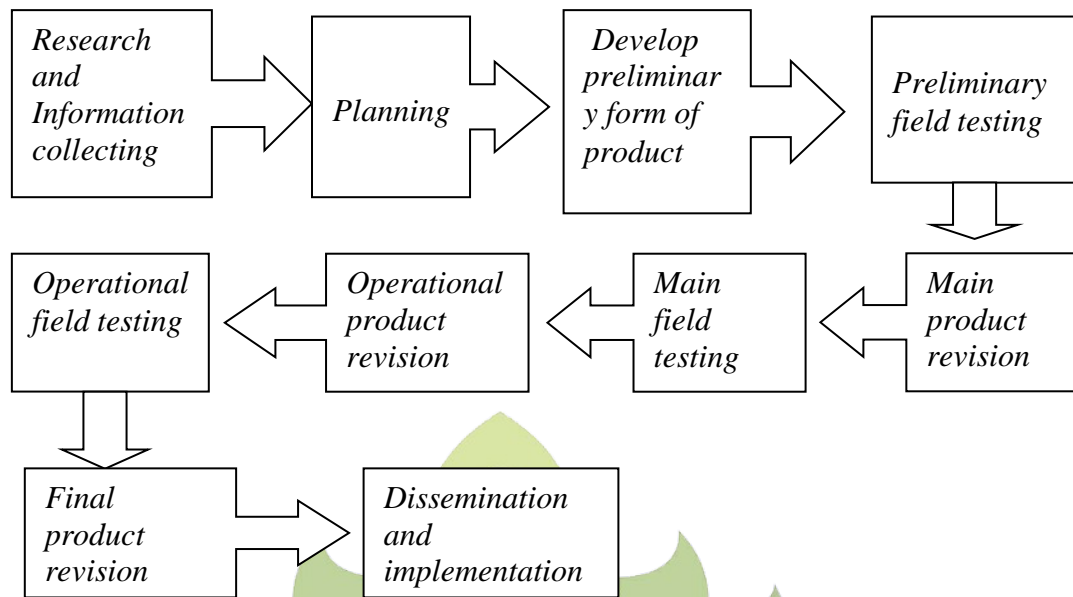 Research
and
Information
collecting
Planning
Develop
preliminar
y form of
product
Preliminary
field testing
Operational
field testing
Operational
product
revision
Main
field
testing
Main
product
revision
Final
product
revision
Dissemination
and
implementation